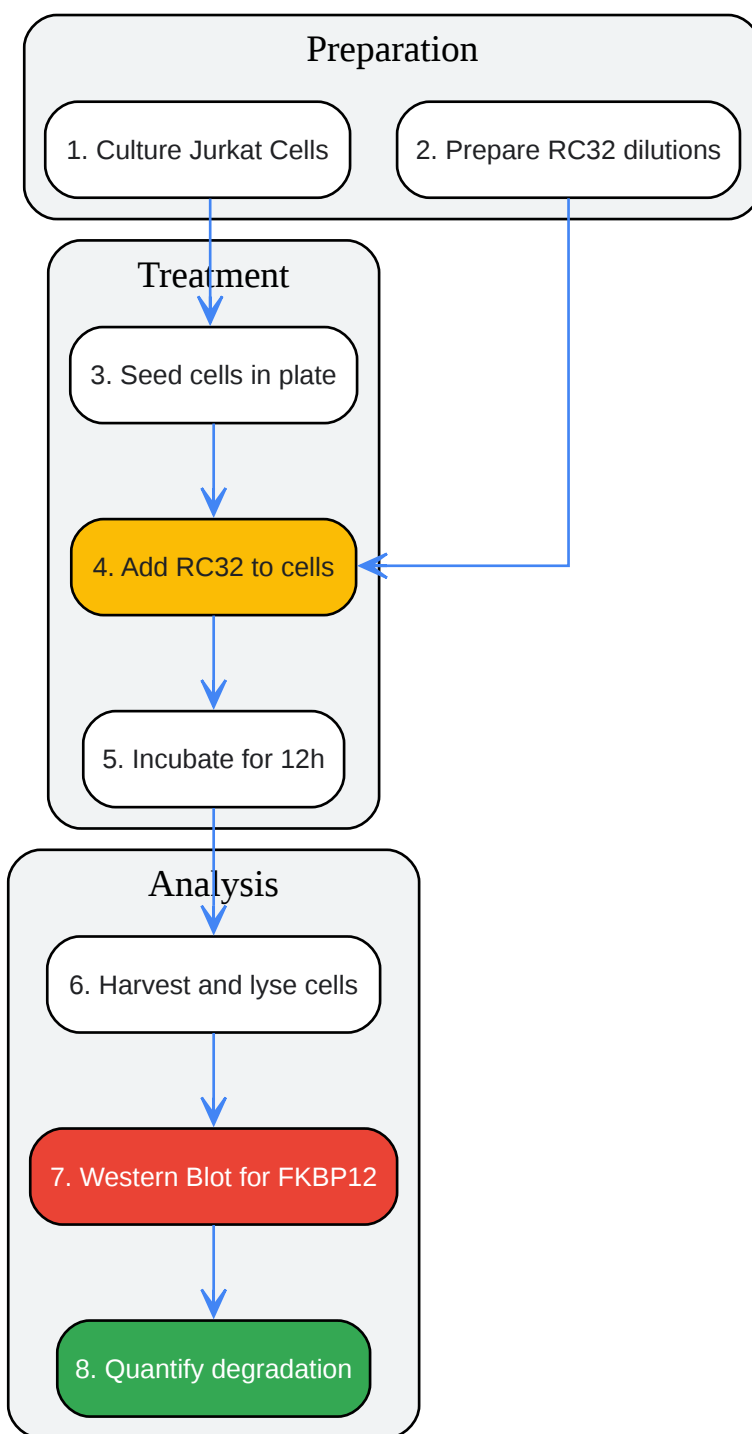 Preparation
1. Culture Jurkat Cells
2. Prepare RC32 dilutions
Treatment
3. Seed cells in plate
4. Add RC32 to cells
5. Incubate for 12h
Analysis
6. Harvest and lyse cells
7. Western Blot for FKBP12
8. Quantify degradation